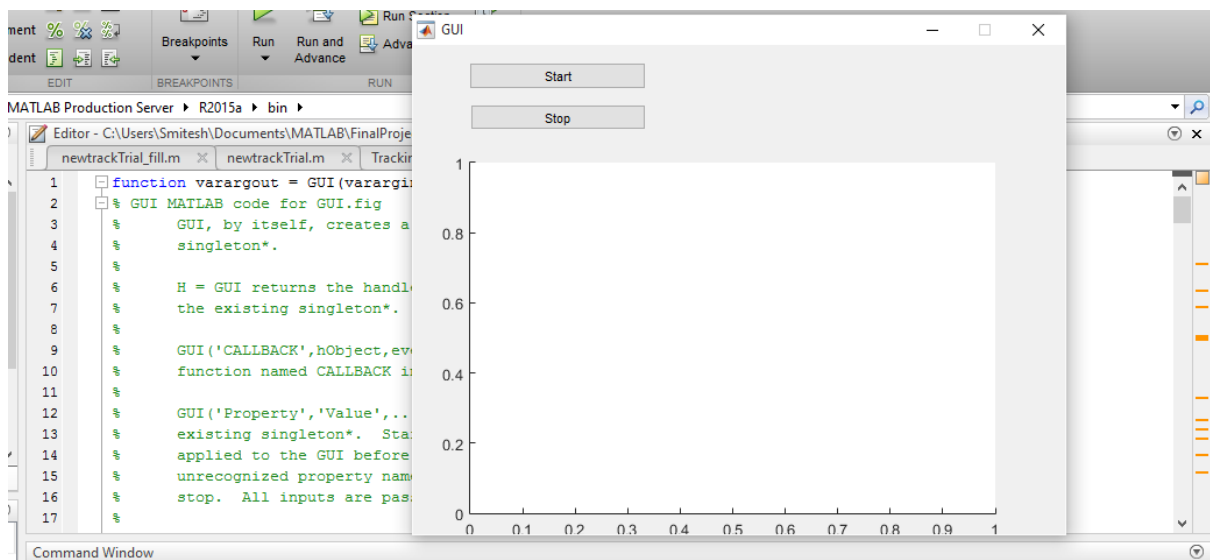 ment
dent
EDIT
Breakpoints
BREAKPOINTS
Run
Run and
Advance
Run Section
Adva
RUN
MATLAB Production Server ▸ R2015a ▸ bin ▸
Editor - C:\Users\Smitesh\Documents\MATLAB\FinalProje
newtrackTrial_fill.m × newtrackTrial.m × Trackin
1 function varargout = GUI(varargi
2 % GUI MATLAB code for GUI.fig
3 % GUI, by itself, creates a
4 % singleton*.
5 %
6 % H = GUI returns the handl
7 % the existing singleton*.
8 %
9 % GUI('CALLBACK',hObject,ev
10 % function named CALLBACK i
11 %
12 % GUI('Property','Value',..
13 % existing singleton*. Sta
14 % applied to the GUI before
15 % unrecognized property nam
16 % stop. All inputs are pas
17 %
Command Window
GUI
Start
Stop
1
0.8
0.6
0.4
0.2
0
0 0.1 0.2 0.3 0.4 0.5 0.6 0.7 0.8 0.9 1